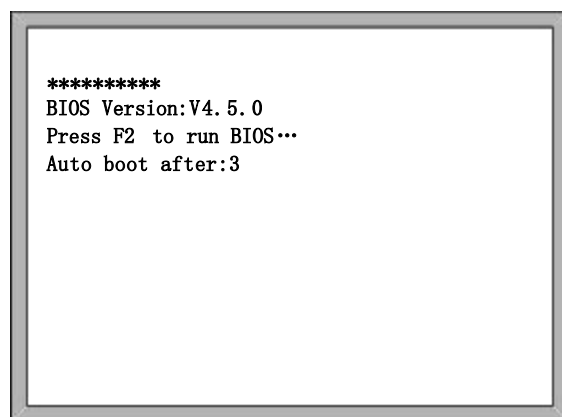 **********
BIOS Version:V4.5.0
Press F2 to run BIOS…
Auto boot after:3